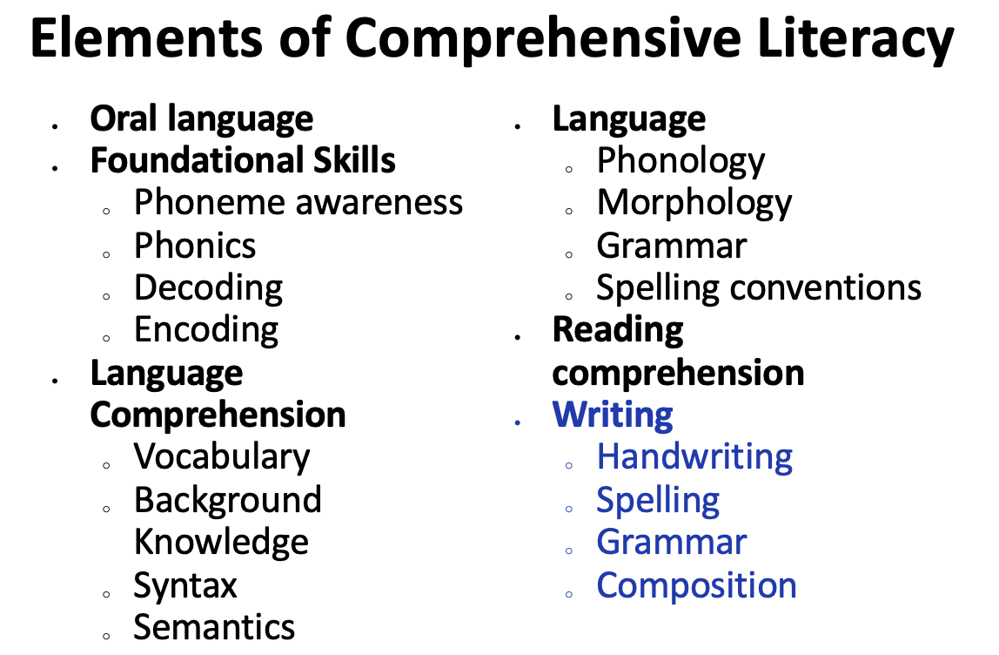 Elements of Comprehensive Literacy
• Oral language
• Foundational Skills
○ Phoneme awareness
○ Phonics
○ Decoding
○ Encoding
• Language
Comprehension
○ Vocabulary
○ Background
Knowledge
○ Syntax
○ Semantics
• Language
○ Phonology
○ Morphology
○ Grammar
○ Spelling conventions
• Reading
comprehension
• Writing
○ Handwriting
○ Spelling
○ Grammar
○ Composition